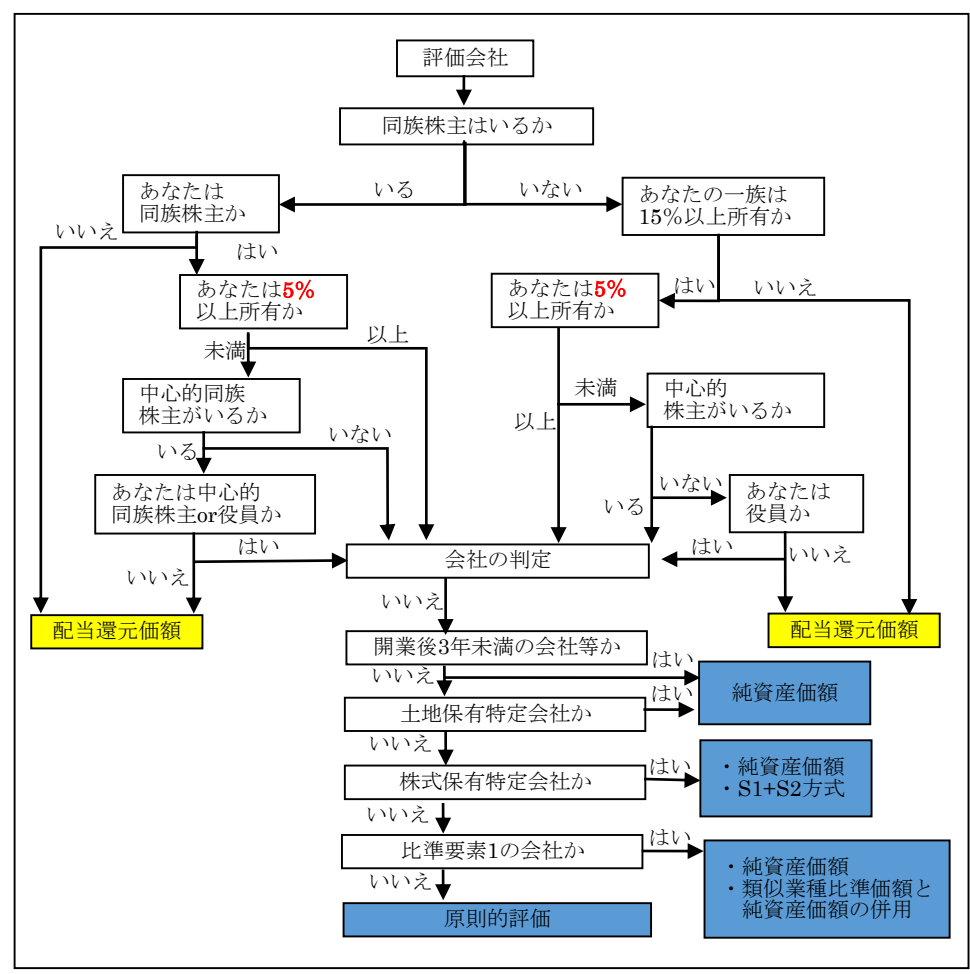 評価会社
同族株主はいるか
いる
いない
あなたは
同族株主か
あなたの一族は
15%以上所有か
いいえ
はい
はい
いいえ
あなたは5%
以上所有か
あなたは5%
以上所有か
未満
以上
未満
以上
中心的同族
株主がいるか
中心的
株主がいるか
いる
いない
いない
いる
あなたは中心的
同族株主or役員か
あなたは
役員か
はい
いいえ
はい
いいえ
会社の判定
いいえ
配当還元価額
配当還元価額
開業後3年未満の会社等か
はい
いいえ
純資産価額
土地保有特定会社か
はい
いいえ
株式保有特定会社か
はい
・純資産価額
・S1+S2方式
いいえ
比準要素1の会社か
はい
・純資産価額
・類似業種比準価額と
純資産価額の併用
いいえ
原則的評価